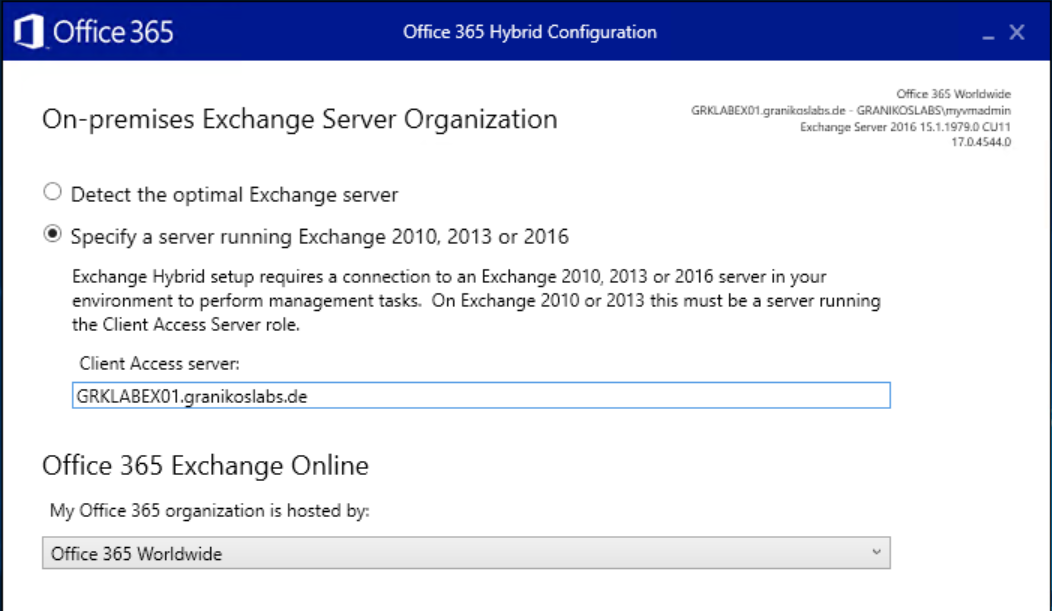 Office 365
Office 365 Hybrid Configuration
On-premises Exchange Server Organization
Office 365 Worldwide
GRKLABEX01.granikoslabs.de - GRANIKOSLABS\myvmadmin
Exchange Server 2016 15.1.1979.0 CU11
17.0.4544.0
Detect the optimal Exchange server
Specify a server running Exchange 2010, 2013 or 2016
Exchange Hybrid setup requires a connection to an Exchange 2010, 2013 or 2016 server in your
environment to perform management tasks.  On Exchange 2010 or 2013 this must be a server running
the Client Access Server role.
Client Access server:
GRKLABEX01.granikoslabs.de
Office 365 Exchange Online
My Office 365 organization is hosted by:
Office 365 Worldwide